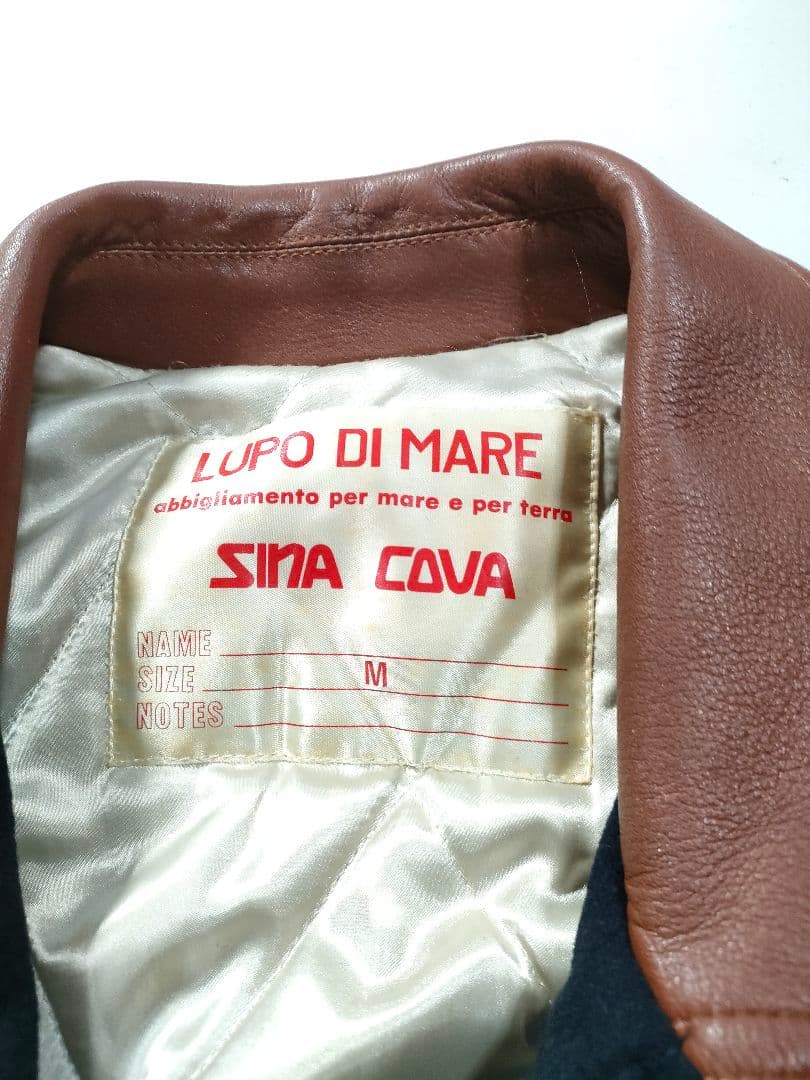 LUPO DI MARE
abbigliamento per mare e per terra
SINA COVA
NAME
SIZE M
NOTES